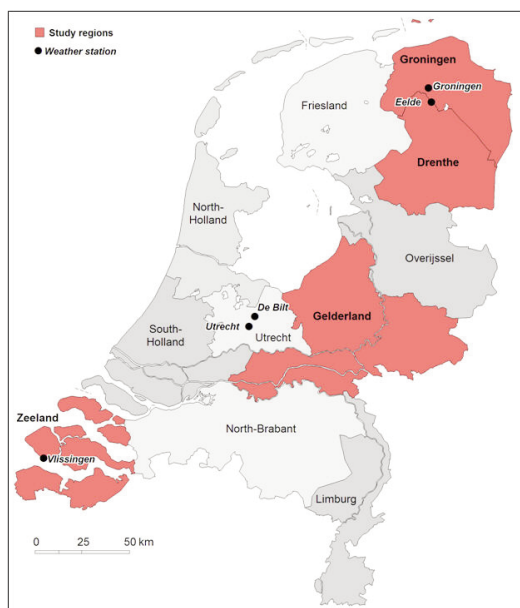 Study regions
Weather station
Groningen
Groningen
Eelde
Friesland
Drenthe
North-
Holland
Overijssel
De Bilt
Gelderland
South-
Holland
Utrecht
Utrecht
Zeeland
North-Brabant
Vlissingen
Limburg
0 25 50 km